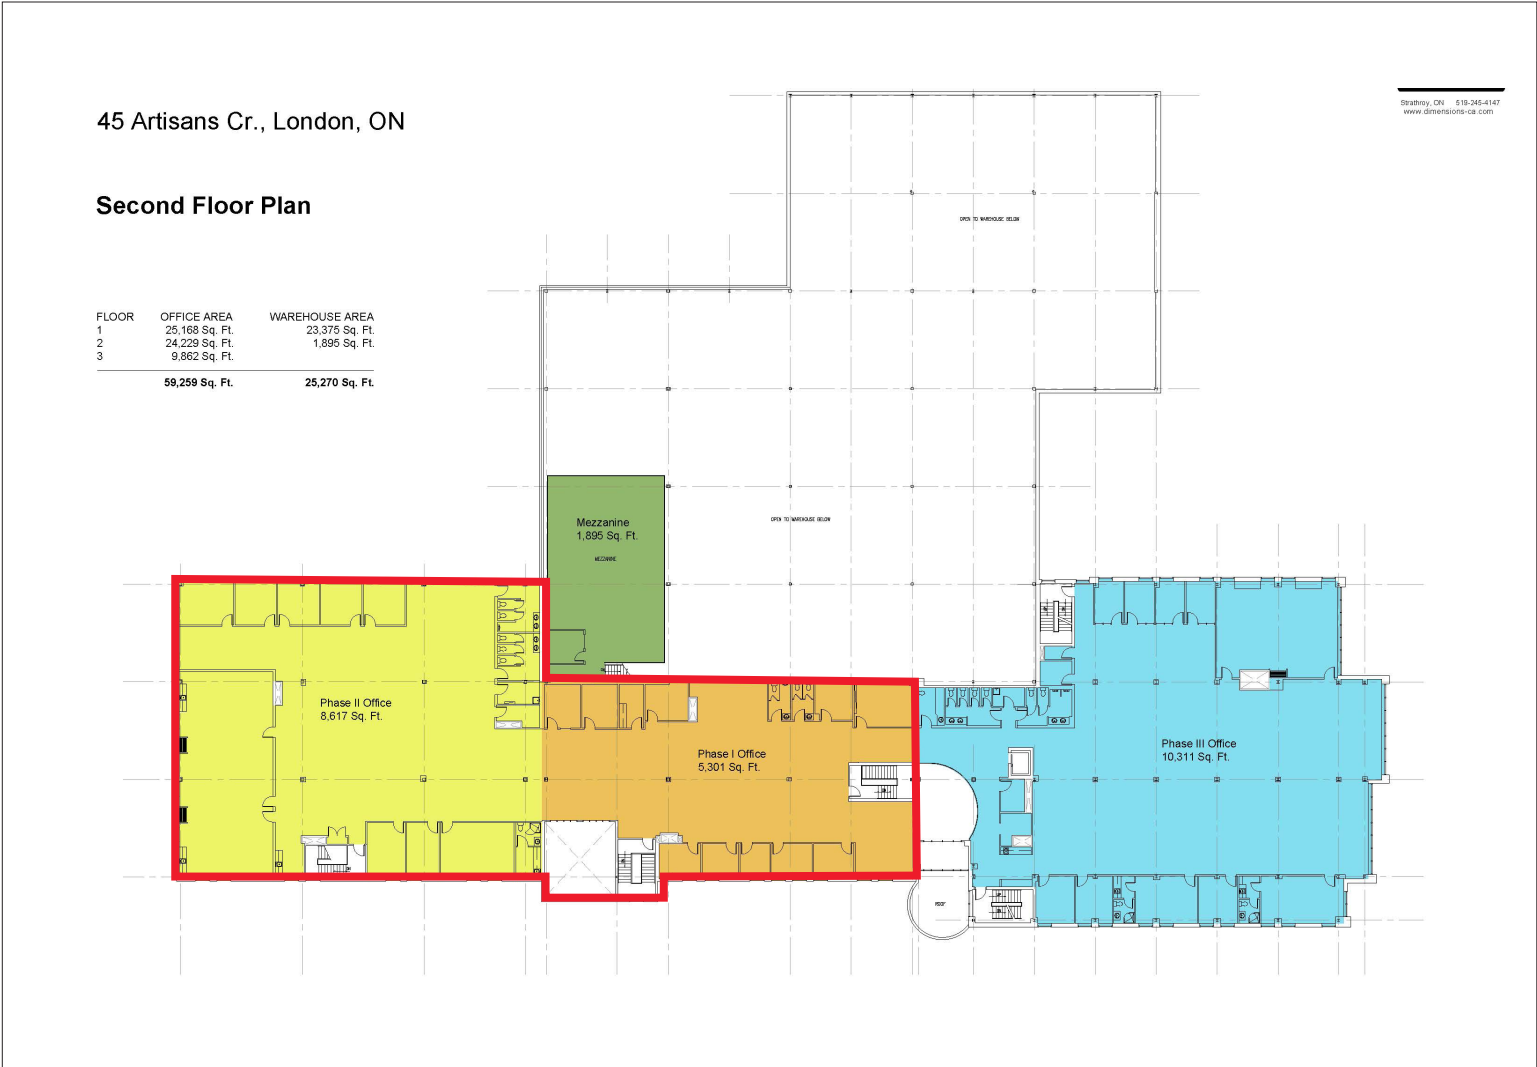 45 Artisans Cr., London, ON
Strathroy, ON 519-245-4147
www.dimensions-ca.com
Second Floor Plan
OPEN TO WAREHOUSE BELOW
FLOOR OFFICE AREA WAREHOUSE AREA
1 25,168 Sq. Ft. 23,375 Sq. Ft.
2 24,229 Sq. Ft. 1,895 Sq. Ft.
3 9,862 Sq. Ft.
59,259 Sq. Ft. 25,270 Sq. Ft.
Mezzanine
1,895 Sq. Ft.
OPEN TO WAREHOUSE BELOW
MEZZANINE
Phase II Office
8,617 Sq. Ft.
Phase I Office
5,301 Sq. Ft.
Phase III Office
10,311 Sq. Ft.
ROOF